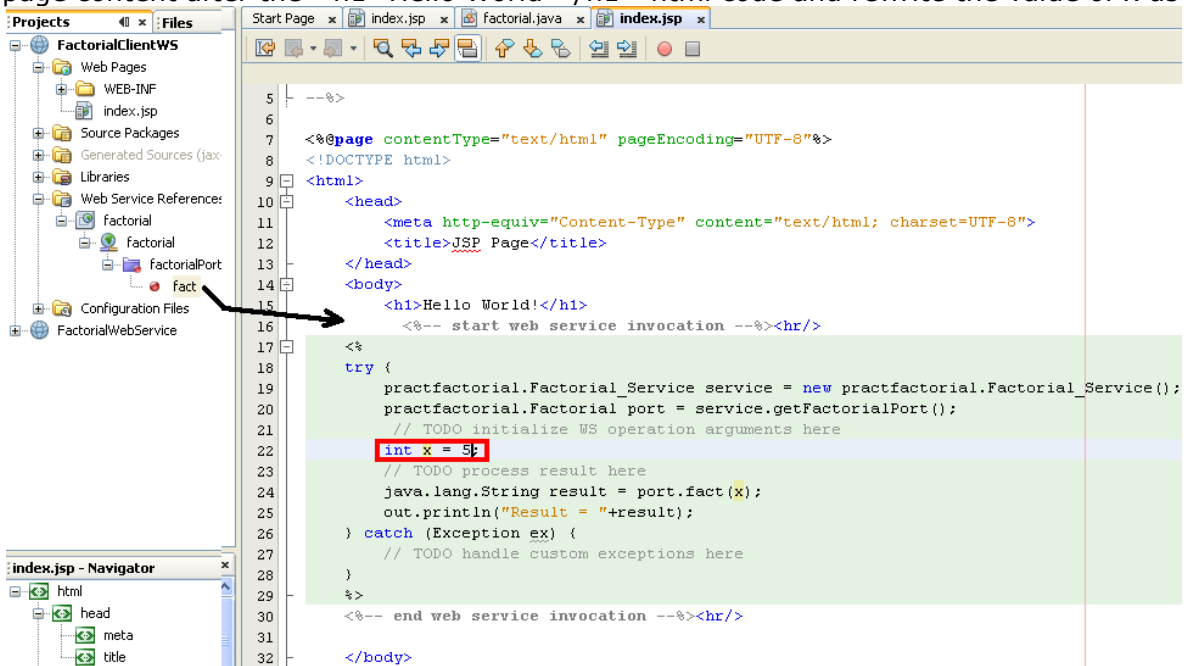 Projects Files
FactorialClientWS
Web Pages
WEB-INF
index.jsp
Source Packages
Generated Sources (jax-
Libraries
Web Service References
factorial
factorial
factorialPort
fact
Configuration Files
FactorialWebService
index.jsp - Navigator
html
head
meta
title
Start Page index.jsp factorial.java index.jsp
5 --%>
6
7 <%@page contentType="text/html" pageEncoding="UTF-8"%>
8 <!DOCTYPE html>
9 <html>
10 <head>
11 <meta http-equiv="Content-Type" content="text/html; charset=UTF-8">
12 <title>JSP Page</title>
13 </head>
14 <body>
15 <h1>Hello World!</h1>
16 <%-- start web service invocation --%><hr/>
17 <%
18 try {
19 practfactorial.Factorial_Service service = new practfactorial.Factorial_Service();
20 practfactorial.Factorial port = service.getFactorialPort();
21 // TODO initialize WS operation arguments here
22 int x = 5;
23 // TODO process result here
24 java.lang.String result = port.fact(x);
25 out.println("Result = "+result);
26 } catch (Exception ex) {
27 // TODO handle custom exceptions here
28 }
29 %>
30 <%-- end web service invocation --%><hr/>
31
32 </body>